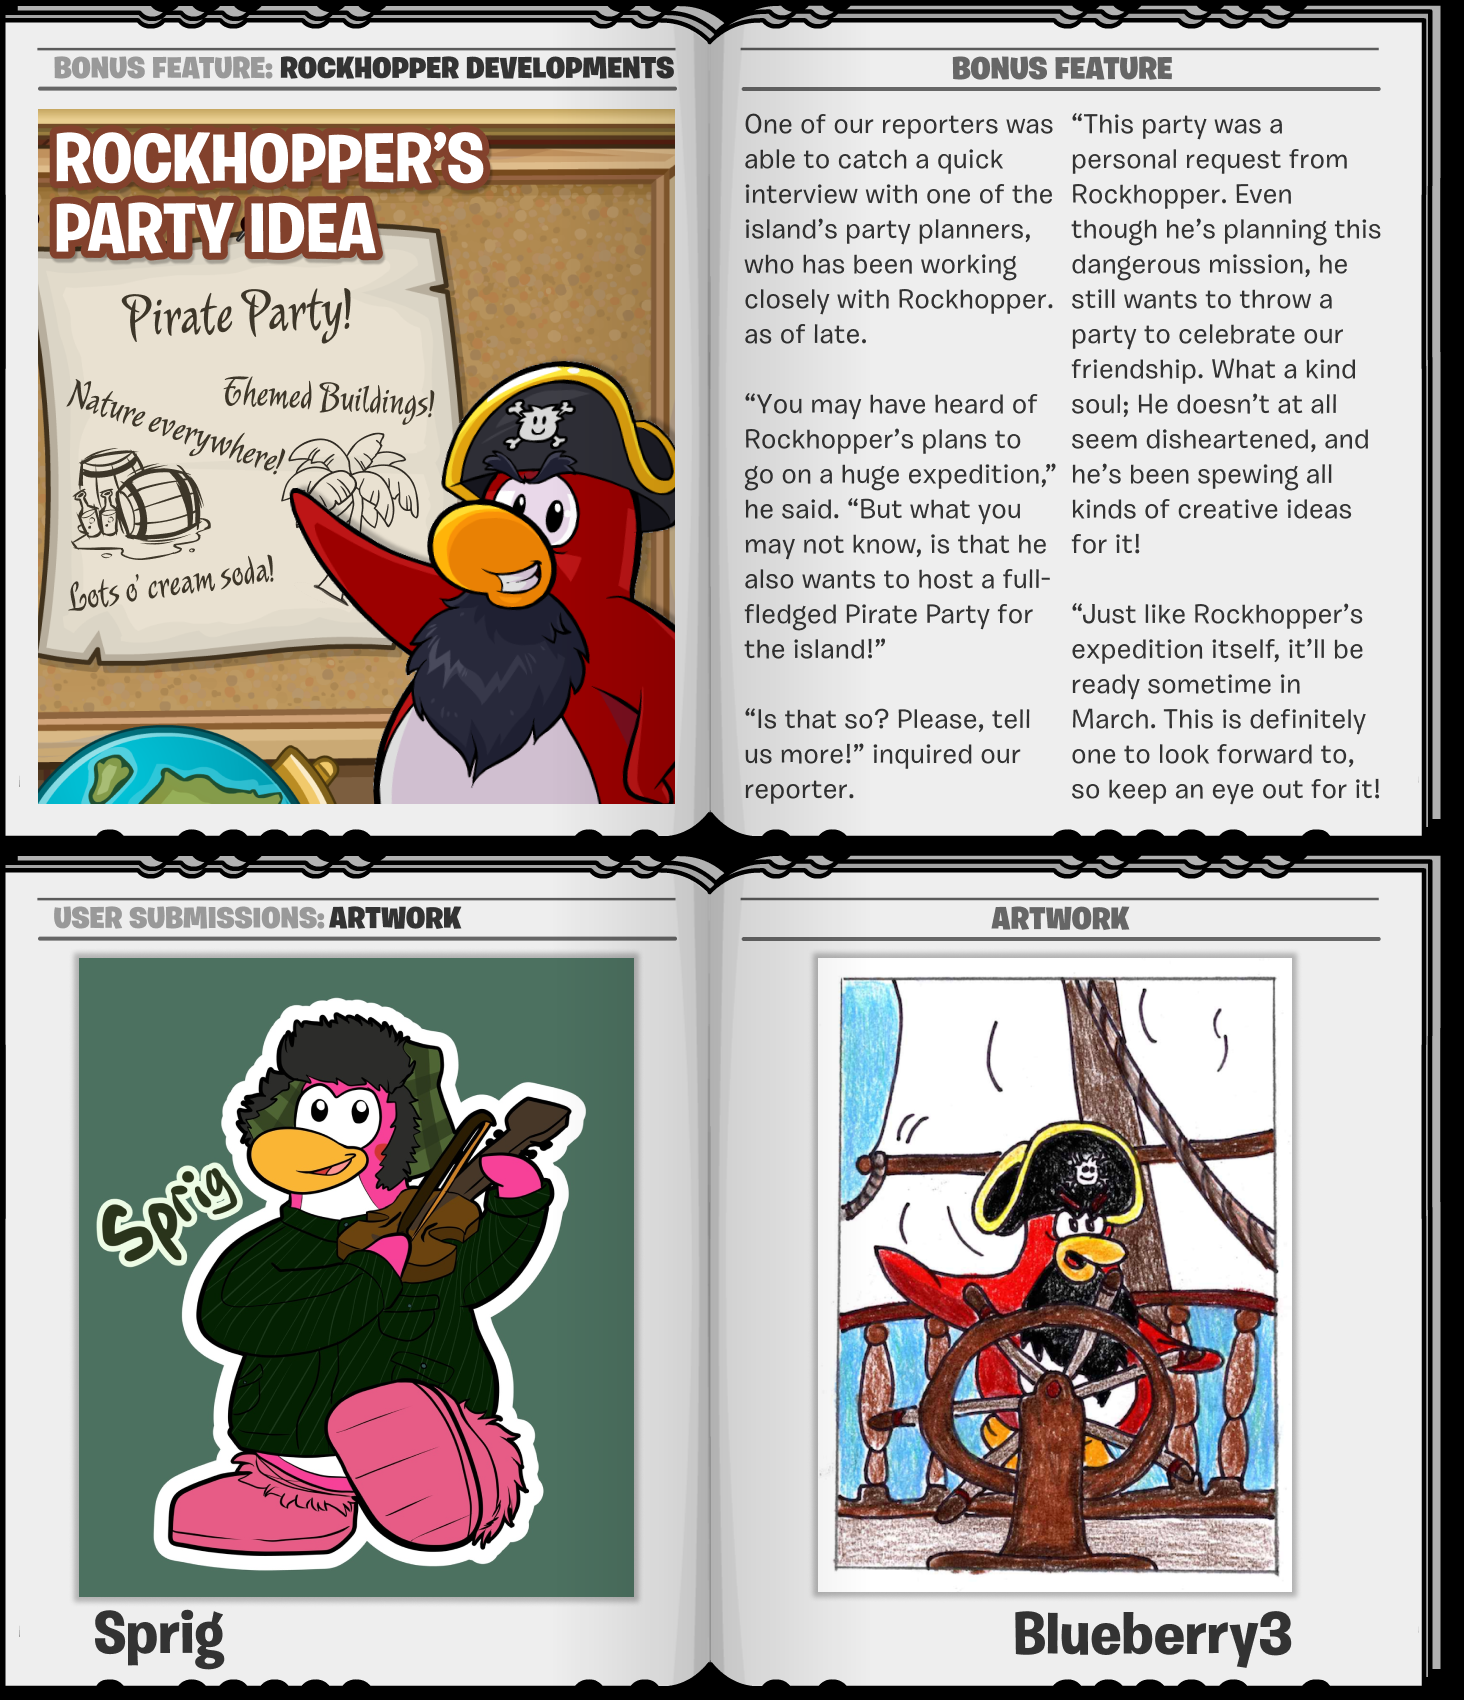 BONUS FEATURE: ROCKHOPPER DEVELOPMENTS
ROCKHOPPER’S
PARTY IDEA
Pirate Party!
Themed Buildings!
Nature everywhere!
Lots o' cream soda!
BONUS FEATURE
One of our reporters was
able to catch a quick
interview with one of the
island’s party planners,
who has been working
closely with Rockhopper.
as of late.
“You may have heard of
Rockhopper’s plans to
go on a huge expedition,”
he said. “But what you
may not know, is that he
also wants to host a full-
fledged Pirate Party for
the island!”
“Is that so? Please, tell
us more!” inquired our
reporter.
“This party was a
personal request from
Rockhopper. Even
though he’s planning this
dangerous mission, he
still wants to throw a
party to celebrate our
friendship. What a kind
soul; He doesn’t at all
seem disheartened, and
he’s been spewing all
kinds of creative ideas
for it!
“Just like Rockhopper’s
expedition itself, it’ll be
ready sometime in
March. This is definitely
one to look forward to,
so keep an eye out for it!
USER SUBMISSIONS: ARTWORK
Sprig
Sprig
ARTWORK
Blueberry3